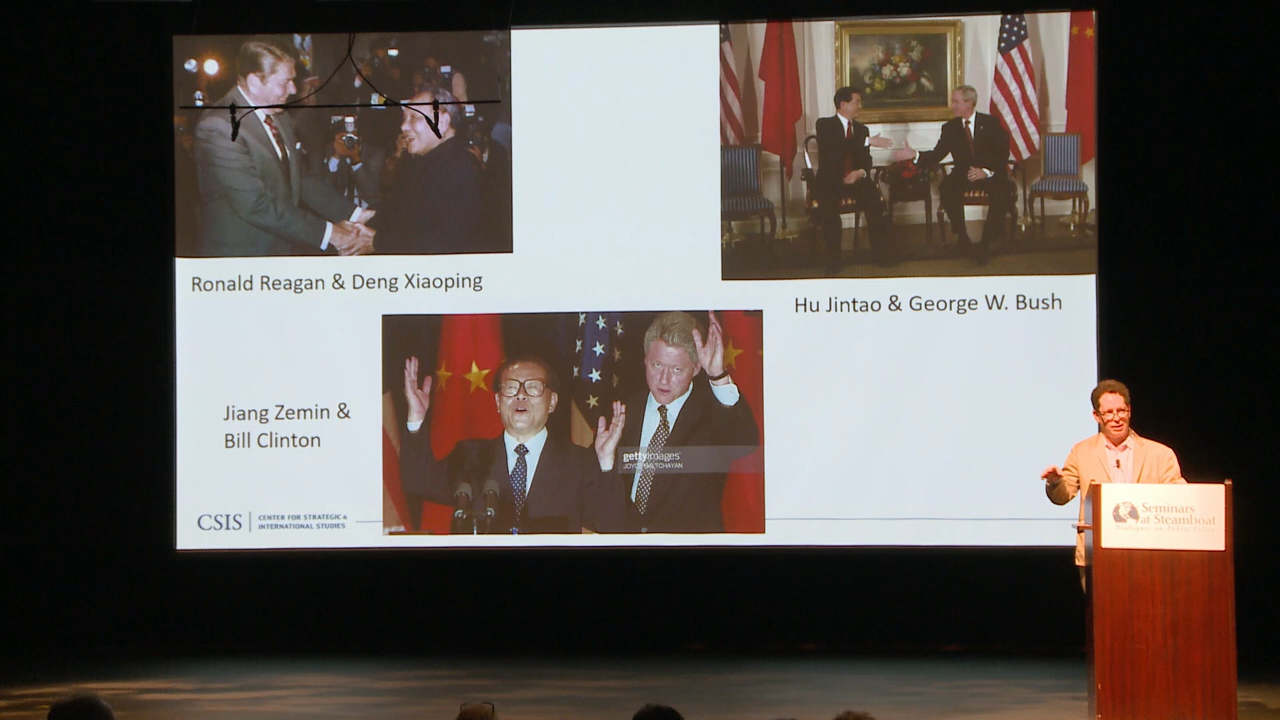 Ronald Reagan & Deng Xiaoping
Hu Jintao & George W. Bush
Jiang Zemin &
Bill Clinton
gettyimages
CSIS
CENTER FOR STRATEGIC &
INTERNATIONAL STUDIES
Seminars
at Steamboat